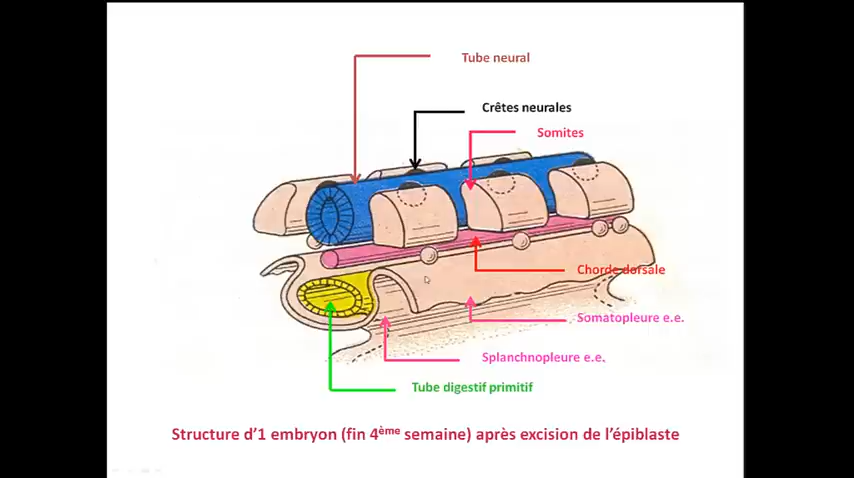 Tube neural
Crêtes neurales
Somites
Chorde dorsale
Somatopleure e.e.
Splanchnopleure e.e.
Tube digestif primitif
Structure d'1 embryon (fin 4ème semaine) après excision de l'épiblaste